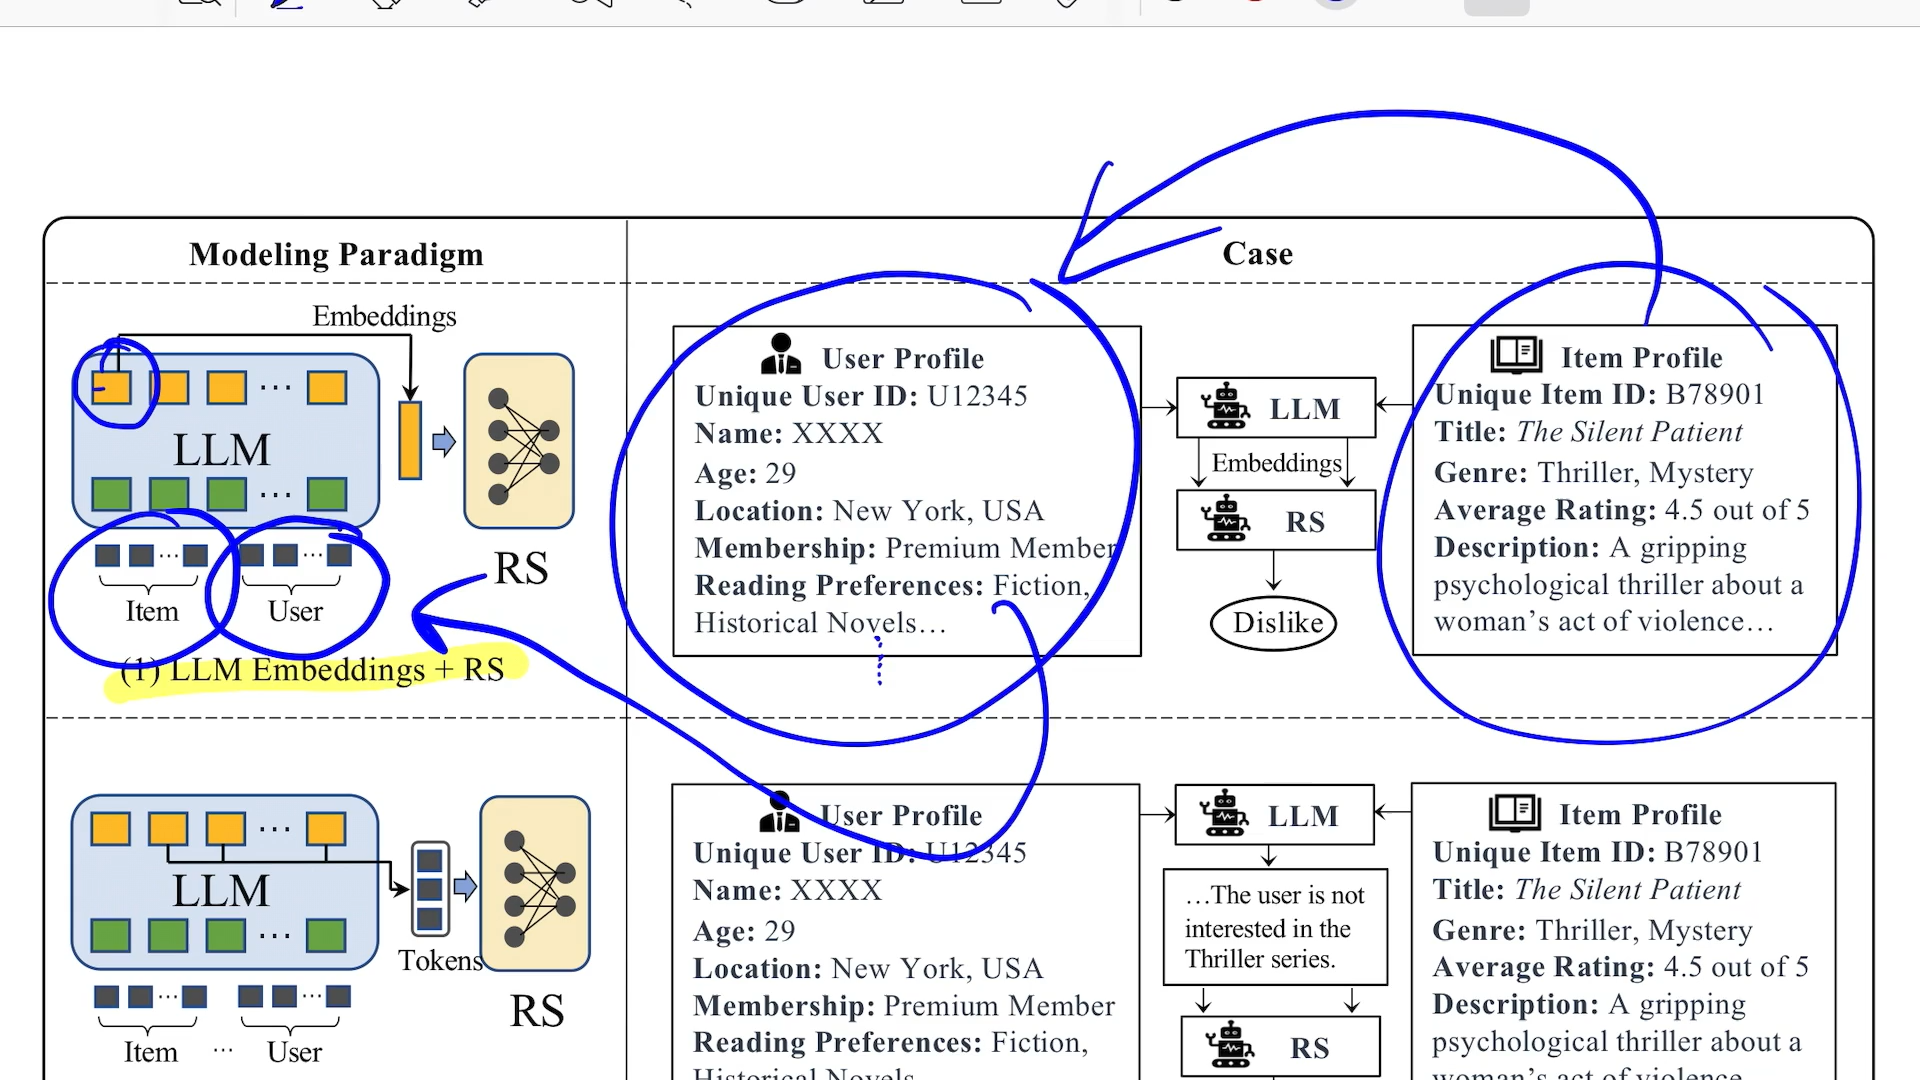 Modeling Paradigm
Case
Embeddings
LLM
Item
User
RS
(1) LLM Embeddings + RS
User Profile
Unique User ID: U12345
Name: XXXX
Age: 29
Location: New York, USA
Membership: Premium Member
Reading Preferences: Fiction,
Historical Novels…
LLM
Embeddings
RS
Dislike
Item Profile
Unique Item ID: B78901
Title: The Silent Patient
Genre: Thriller, Mystery
Average Rating: 4.5 out of 5
Description: A gripping
psychological thriller about a
woman’s act of violence…
LLM
Tokens
RS
Item … User
User Profile
Unique User ID: U12345
Name: XXXX
Age: 29
Location: New York, USA
Membership: Premium Member
Reading Preferences: Fiction,
Historical Novels
LLM
…The user is not
interested in the
Thriller series.
RS
Item Profile
Unique Item ID: B78901
Title: The Silent Patient
Genre: Thriller, Mystery
Average Rating: 4.5 out of 5
Description: A gripping
psychological thriller about a
woman’s act of violence